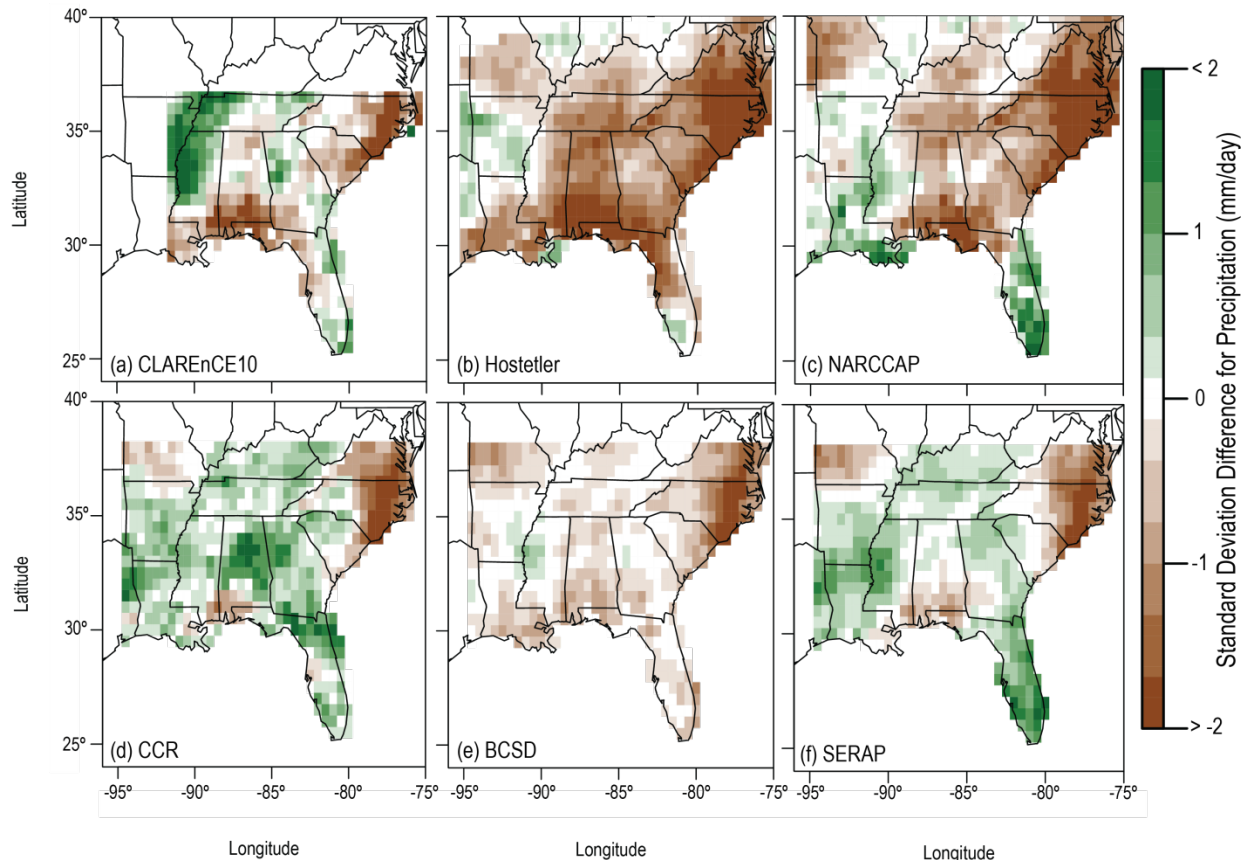 40º
35º
30º
25º
Latitude
(a) CLAREnCE10
(b) Hostetler
(c) NARCCAP
40º
35º
30º
25º
Latitude
(d) CCR
(e) BCSD
(f) SERAP
-95º -90º -85º -80º -75º
-95º -90º -85º -80º -75º
-95º -90º -85º -80º -75º
Longitude
Longitude
Longitude
< 2
1
0
-1
> -2
Standard Deviation Difference for Precipitation (mm/day)